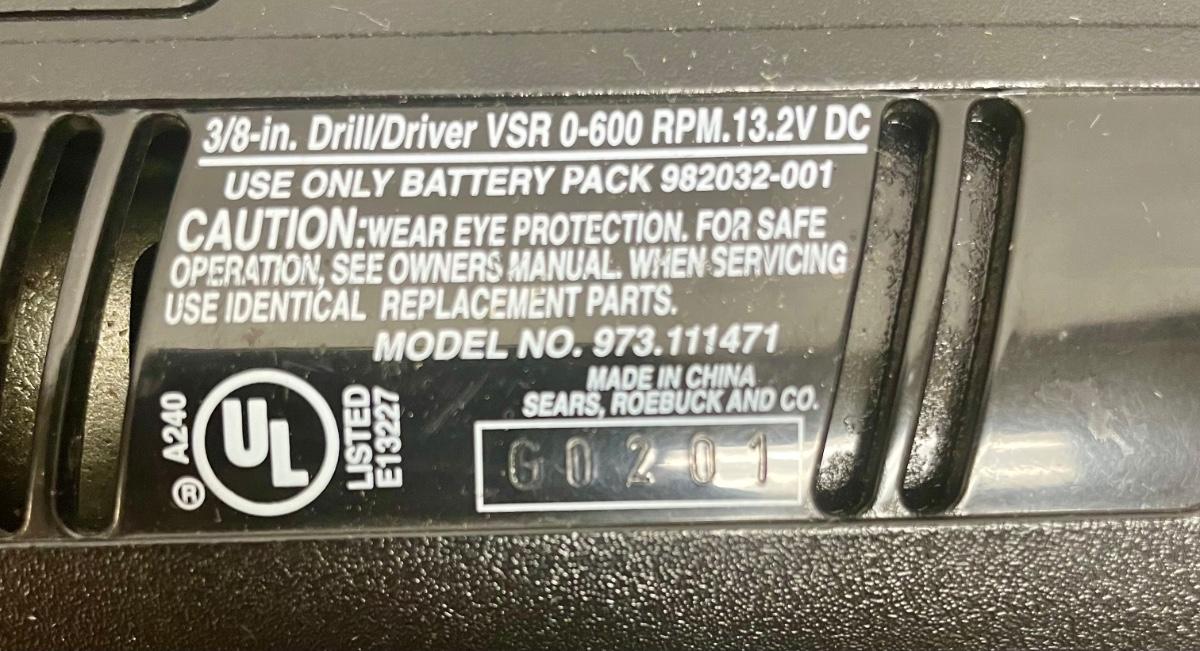 3/8-in. Drill/Driver VSR 0-600 RPM.13.2V DC
USE ONLY BATTERY PACK 982032-001
CAUTION:WEAR EYE PROTECTION. FOR SAFE
OPERATION, SEE OWNERS MANUAL. WHEN SERVICING
USE IDENTICAL REPLACEMENT PARTS.
MODEL NO. 973.111471
MADE IN CHINA
SEARS, ROEBUCK AND CO.
G0201
® A240
UL
LISTED
E13227